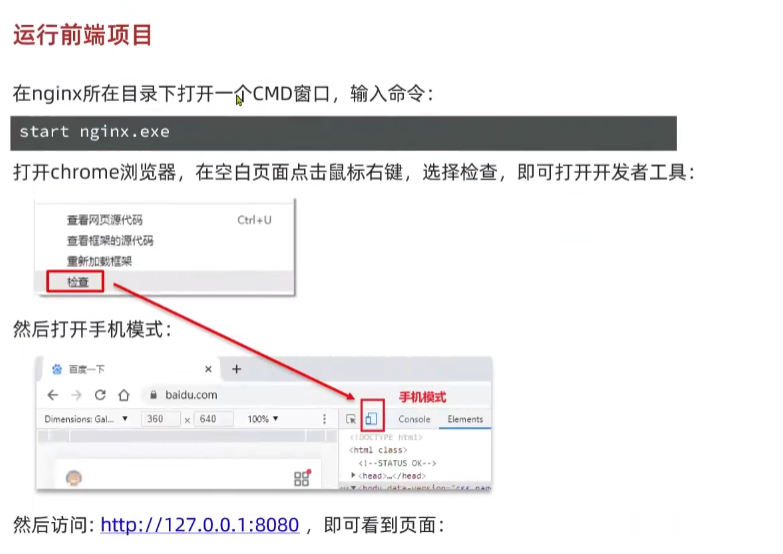 运行前端项目
在nginx所在目录下打开一个CMD窗口，输入命令：
start nginx.exe
打开chrome浏览器，在空白页面点击鼠标右键，选择检查，即可打开开发者工具：
查看网页源代码 Ctrl+U
查看框架的源代码
重新加载框架
检查
然后打开手机模式：
百度一下
baidu.com
手机模式
Dimensions: Gal... 360 x 640 100% Console Elements
<!DOCTYPE html>
<html class>
<!--STATUS OK-->
<head>…</head>
<body data-version="css_pam
然后访问: http://127.0.0.1:8080 ，即可看到页面：